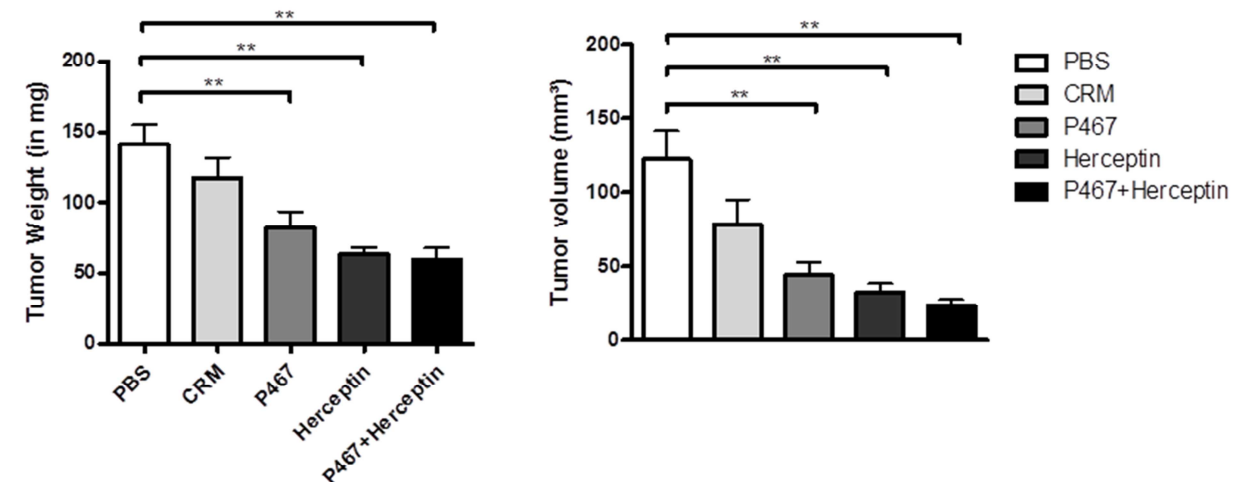 **
**
**
Tumor Weight (in mg)
200
150
100
50
0
PBS
CRM
P467
Herceptin
P467+Herceptin
**
**
**
Tumor volume (mm³)
200
150
100
50
0
PBS
CRM
P467
Herceptin
P467+Herceptin